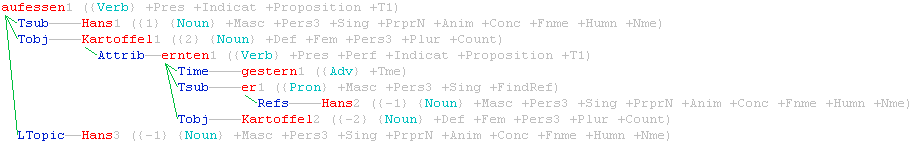 aufessen1 ((Verb) +Pres +Indicat +Proposition +T1)
Tsub Hans1 ((1) (Noun) +Masc +Pers3 +Sing +PrprN +Anim +Conc +Fnme +Humn +Nme)
Tobj Kartoffel1 ((2) (Noun) +Def +Fem +Pers3 +Plur +Count)
Attrib ernten1 ((Verb) +Pres +Perf +Indicat +Proposition +T1)
Time gestern1 ((Adv) +Tme)
Tsub er1 ((Pron) +Masc +Pers3 +Sing +FindRef)
Refs Hans2 ((-1) (Noun) +Masc +Pers3 +Sing +PrprN +Anim +Conc +Fnme +Humn +Nme)
Tobj Kartoffel2 ((-2) (Noun) +Def +Fem +Pers3 +Plur +Count)
LTopic Hans3 ((-1) (Noun) +Masc +Pers3 +Sing +PrprN +Anim +Conc +Fnme +Humn +Nme)